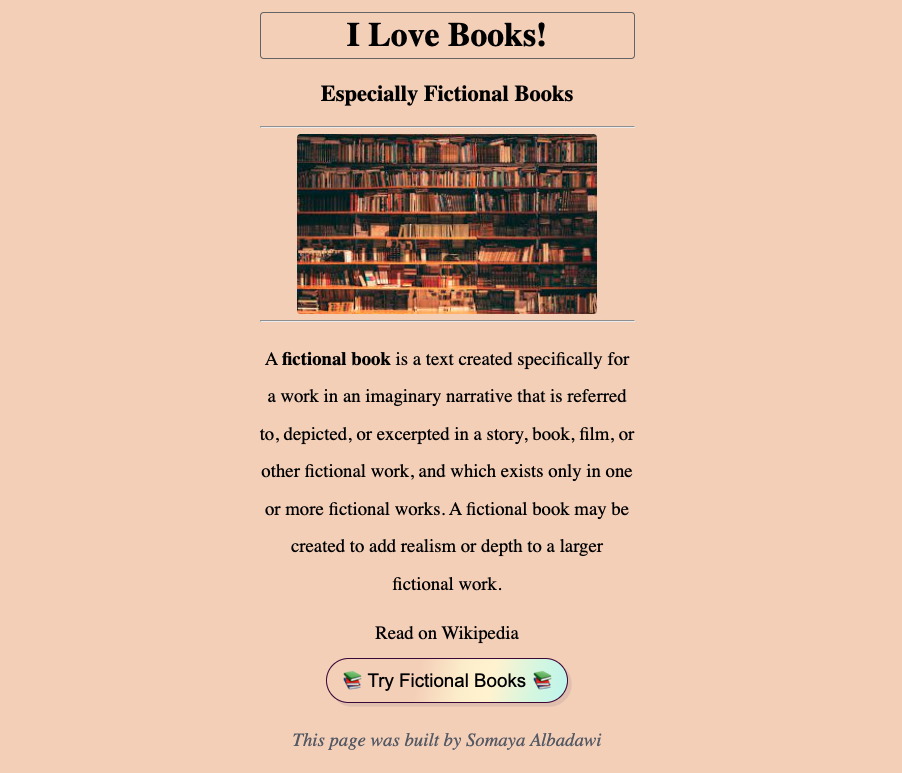 I Love Books!
Especially Fictional Books
A fictional book is a text created specifically for
a work in an imaginary narrative that is referred
to, depicted, or excerpted in a story, book, film, or
other fictional work, and which exists only in one
or more fictional works. A fictional book may be
created to add realism or depth to a larger
fictional work.
Read on Wikipedia
📚 Try Fictional Books 📚
This page was built by Somaya Albadawi